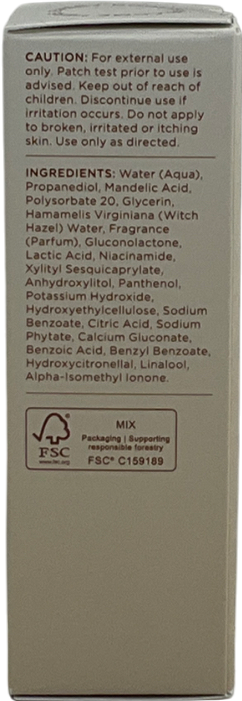 CAUTION: For external use
only. Patch test prior to use is
advised. Keep out of reach of
children. Discontinue use if
irritation occurs. Do not apply
to broken, irritated or itching
skin. Use only as directed.
INGREDIENTS: Water (Aqua),
Propanediol, Mandelic Acid,
Polysorbate 20, Glycerin,
Hamamelis Virginiana (Witch
Hazel) Water, Fragrance
(Parfum), Gluconolactone,
Lactic Acid, Niacinamide,
Xylityl Sesquicaprylate,
Anhydroxylitol, Panthenol,
Potassium Hydroxide,
Hydroxyethylcellulose, Sodium
Benzoate, Citric Acid, Sodium
Phytate, Calcium Gluconate,
Benzoic Acid, Benzyl Benzoate,
Hydroxycitronellal, Linalool,
Alpha-Isomethyl Ionone.
FSC
www.fsc.org
MIX
Packaging | Supporting
responsible forestry
FSC® C159189